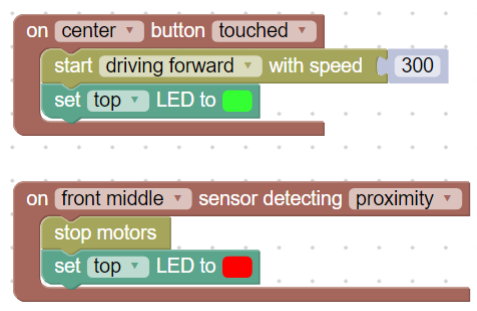 on center button touched
start driving forward with speed 300
set top LED to
on front middle sensor detecting proximity
stop motors
set top LED to